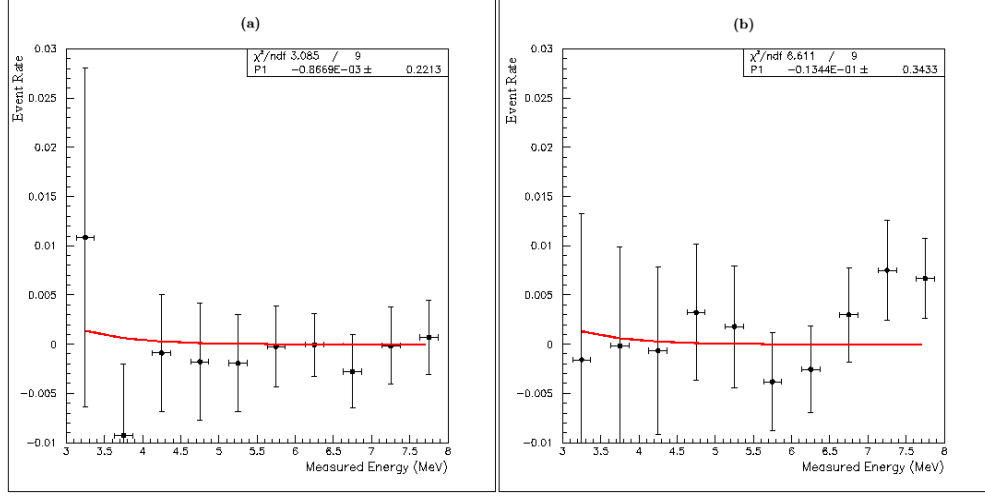 (a)
χ²/ndf 3.085 / 9
P1 -0.8669E-03 ± 0.2213
Event Rate
0.03
0.025
0.02
0.015
0.01
0.005
0
-0.005
-0.01
3 3.5 4 4.5 5 5.5 6 6.5 7 7.5 8
Measured Energy (MeV)
(b)
χ²/ndf 6.611 / 9
P1 -0.1344E-01 ± 0.3433
Event Rate
0.03
0.025
0.02
0.015
0.01
0.005
0
-0.005
-0.01
3 3.5 4 4.5 5 5.5 6 6.5 7 7.5 8
Measured Energy (MeV)